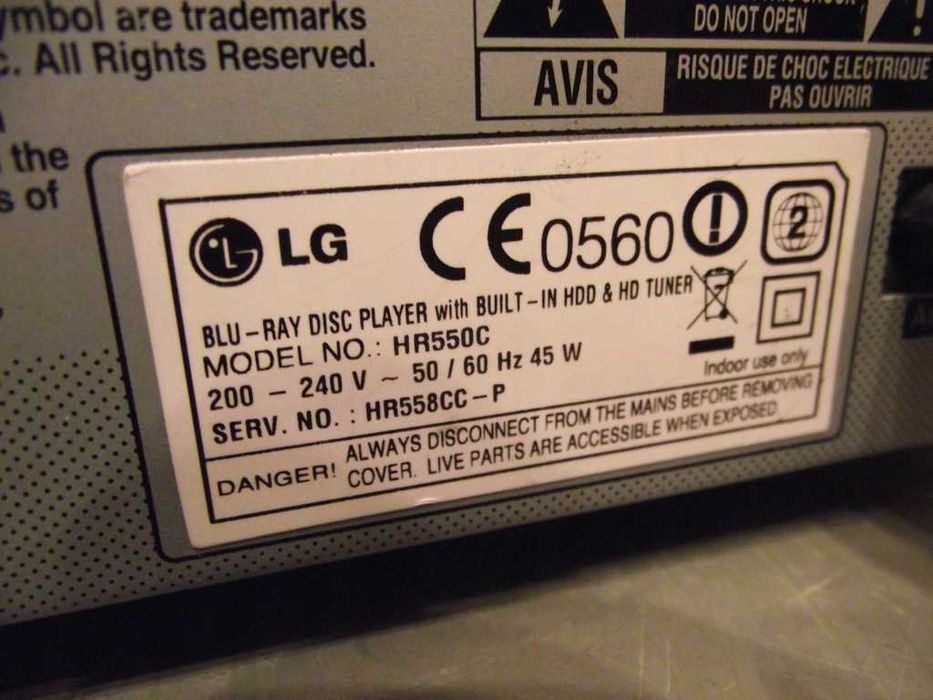 ymbol are trademarks
c. All Rights Reserved.
the
s of
DO NOT OPEN
AVIS
RISQUE DE CHOC ELECTRIQUE
PAS OUVRIR
LG
CE0560
2
BLU-RAY DISC PLAYER with BUILT-IN HDD & HD TUNER
MODEL NO.: HR550C
200 - 240 V ~ 50 / 60 Hz 45 W
SERV. NO. : HR558CC-P
Indoor use only
DANGER! ALWAYS DISCONNECT FROM THE MAINS BEFORE REMOVING
COVER. LIVE PARTS ARE ACCESSIBLE WHEN EXPOSED